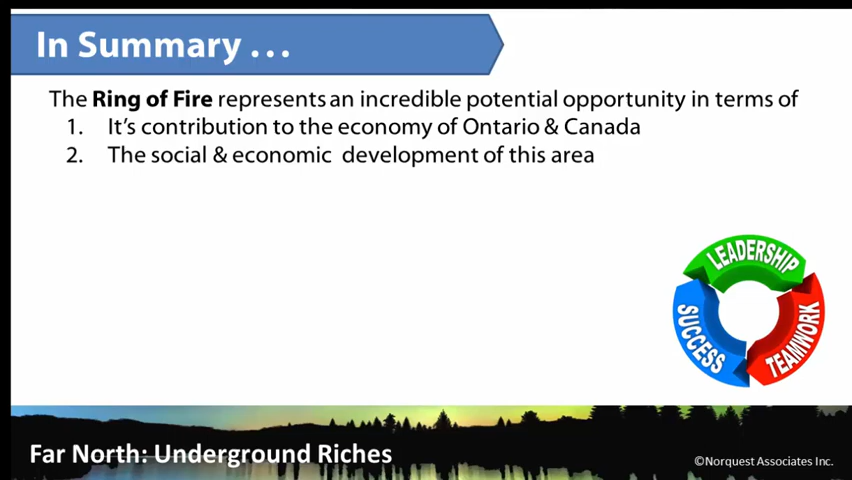 In Summary ...
The Ring of Fire represents an incredible potential opportunity in terms of
1. It's contribution to the economy of Ontario & Canada
2. The social & economic development of this area
LEADERSHIP
SUCCESS
TEAMWORK
Far North: Underground Riches
©Norquest Associates Inc.